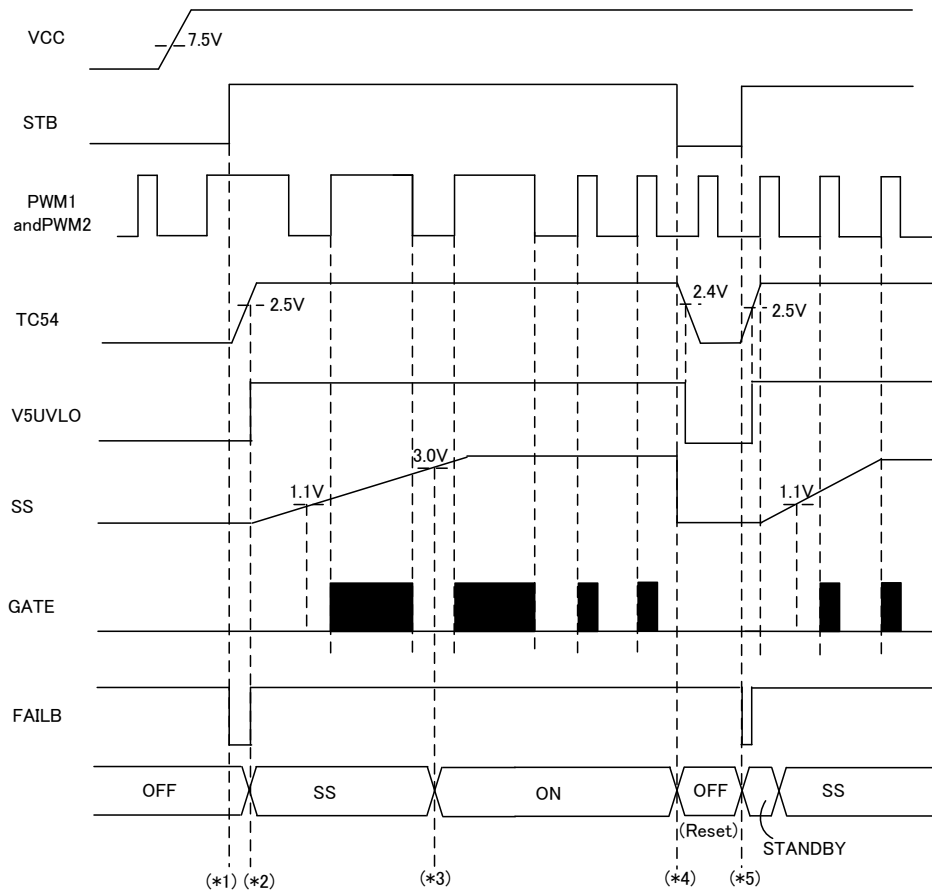 VCC
7.5V
STB
PWM1
andPWM2
TC54
2.5V
2.4V
2.5V
V5UVLO
SS
1.1V
3.0V
1.1V
GATE
FAILB
OFF
SS
ON
OFF
SS
(Reset)
STANDBY
(*1)
(*2)
(*3)
(*4)
(*5)